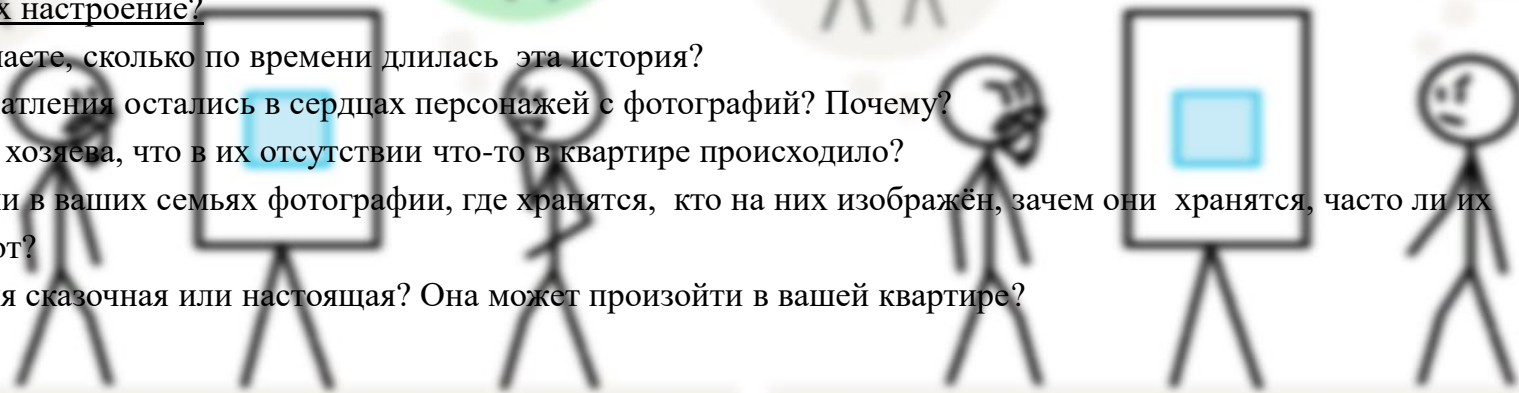 х настроение?
маете, сколько по времени длилась эта история?
атления остались в сердцах персонажей с фотографий? Почему?
хозяева, что в их отсутствии что-то в квартире происходило?
и в ваших семьях фотографии, где хранятся, кто на них изображён, зачем они хранятся, часто ли их
от?
я сказочная или настоящая? Она может произойти в вашей квартире?